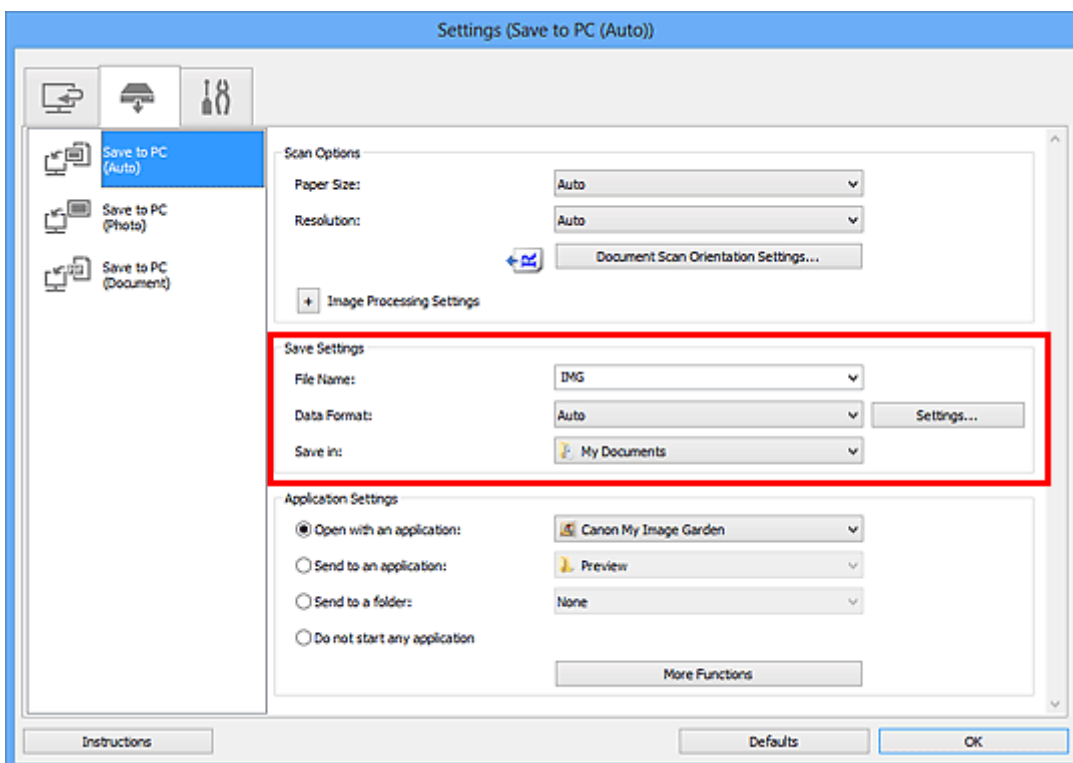 Settings (Save to PC (Auto))
Save to PC
(Auto)
Save to PC
(Photo)
Save to PC
(Document)
Scan Options
Paper Size: Auto
Resolution: Auto
Document Scan Orientation Settings...
+ Image Processing Settings
Save Settings
File Name: IMG
Data Format: Auto Settings...
Save in: My Documents
Application Settings
Open with an application: Canon My Image Garden
Send to an application: Preview
Send to a folder: None
Do not start any application
More Functions
Instructions Defaults OK